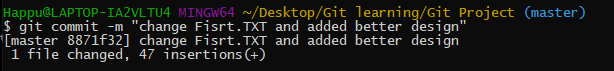 Happu@LAPTOP-IA2VLTU4 MINGW64 ~/Desktop/Git learning/Git Project (master)
$ git commit -m "change Fisrt.TXT and added better design"
[master 8871f32] change Fisrt.TXT and added better design
 1 file changed, 47 insertions(+)